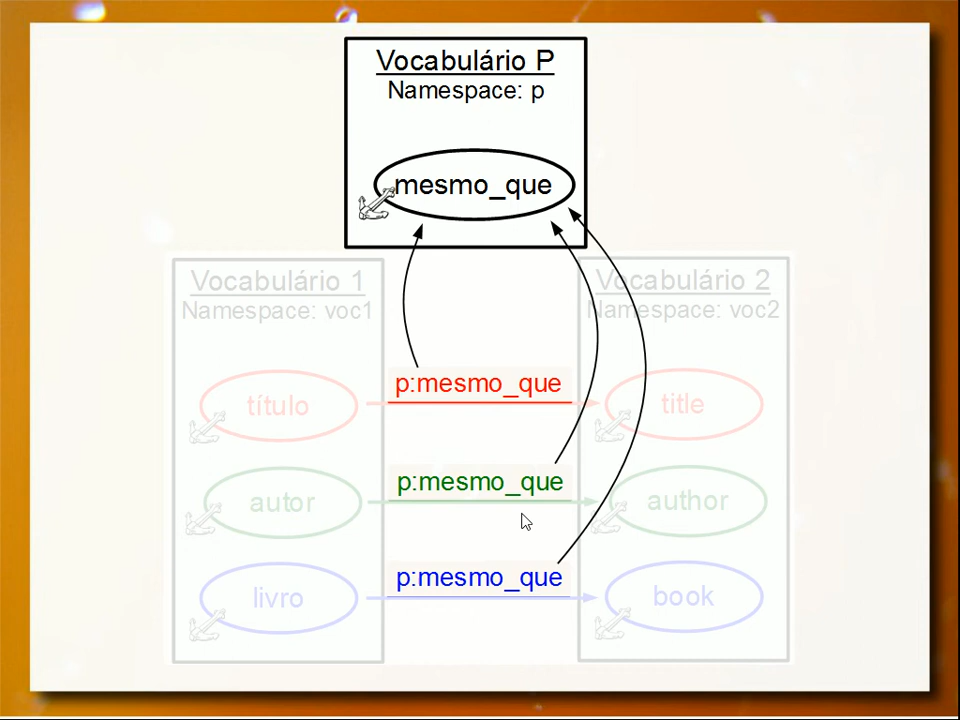 Vocabulário P
Namespace: p
mesmo_que
Vocabulário 1
Namespace: voc1
Vocabulário 2
Namespace: voc2
título
p:mesmo_que
title
autor
p:mesmo_que
author
livro
p:mesmo_que
book